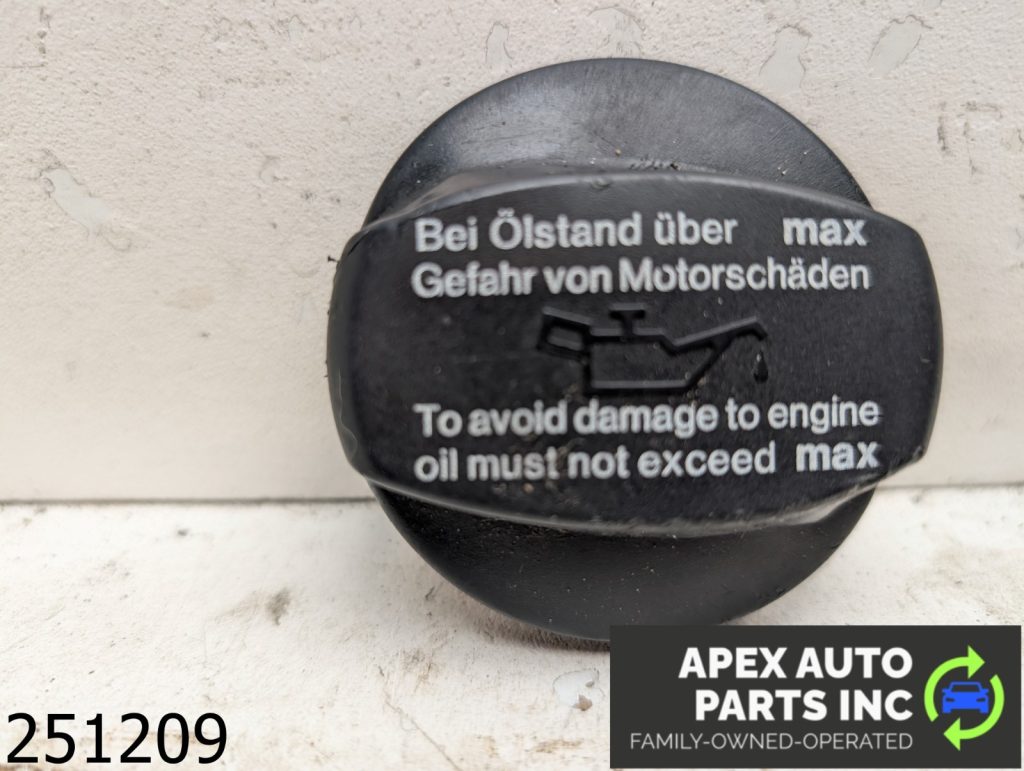 Bei Ölstand über max
Gefahr von Motorschäden
To avoid damage to engine
oil must not exceed max
251209
APEX AUTO
PARTS INC
FAMILY-OWNED-OPERATED